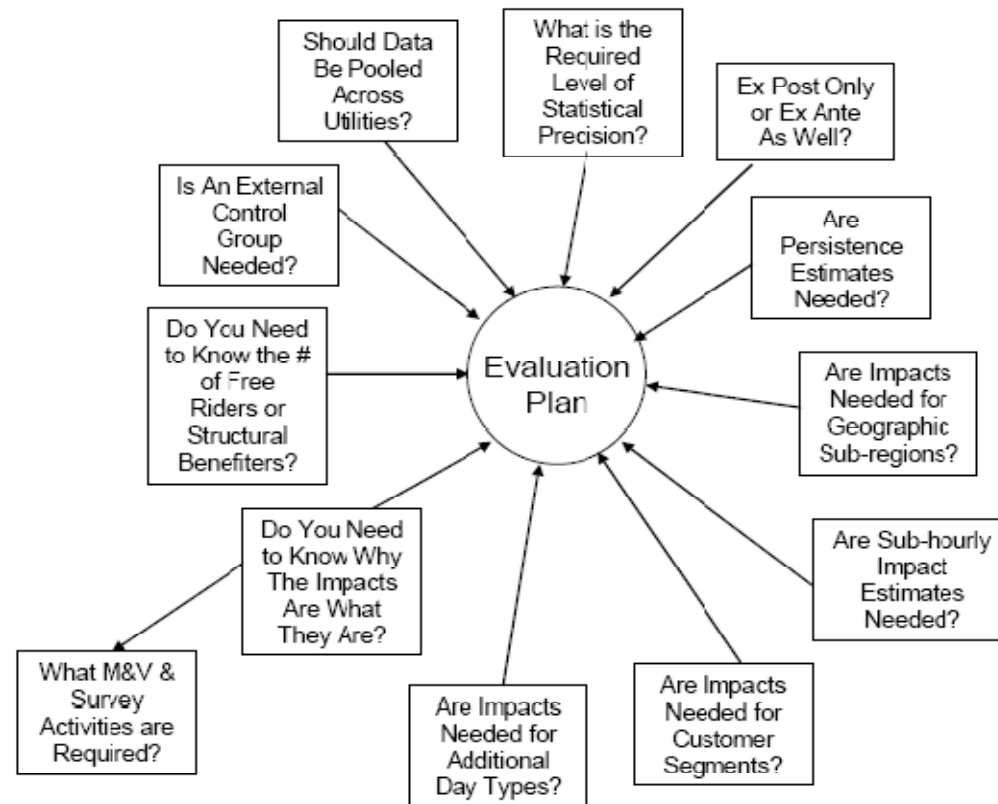 Should Data
Be Pooled
Across
Utilities?
What is the
Required
Level of
Statistical
Precision?
Ex Post Only
or Ex Ante
As Well?
Is An External
Control
Group
Needed?
Are
Persistence
Estimates
Needed?
Do You Need
to Know the #
of Free
Riders or
Structural
Benefiters?
Evaluation
Plan
Are Impacts
Needed for
Geographic
Sub-regions?
Do You Need
to Know Why
The Impacts
Are What
They Are?
Are Sub-hourly
Impact
Estimates
Needed?
What M&V &
Survey
Activities are
Required?
Are Impacts
Needed for
Additional
Day Types?
Are Impacts
Needed for
Customer
Segments?